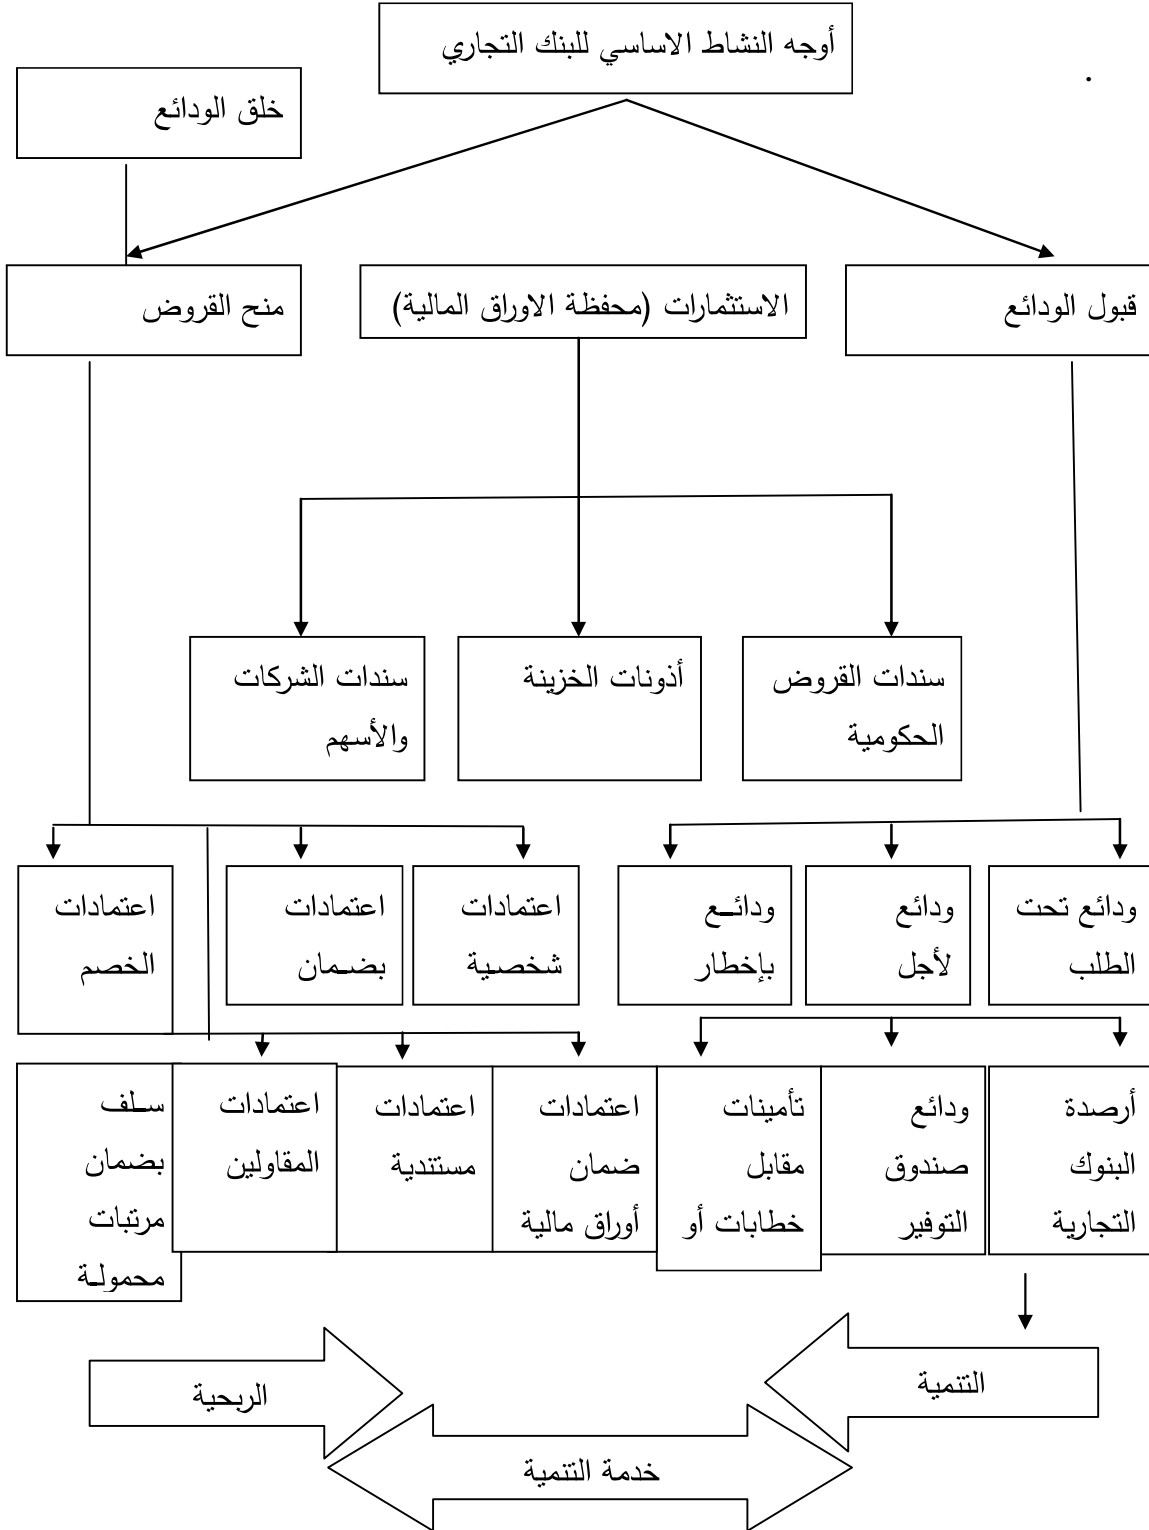 أوجه النشاط الاساسي للبنك التجاري
.
خلق الودائع
قبول الودائع
الاستثمارات (محفظة الاوراق المالية)
منح القروض
سندات القروض
الحكومية
أذونات الخزينة
سندات الشركات
والأسهم
ودائع تحت
الطلب
ودائع
لأجل
ودائع
بإخطار
اعتمادات
شخصية
اعتمادات
بضمان
اعتمادات
الخصم
أرصدة
البنوك
التجارية
ودائع
صندوق
التوفير
تأمينات
مقابل
خطابات أو
اعتمادات
ضمان
أوراق مالية
اعتمادات
مستندية
اعتمادات
المقاولين
سلف
بضمان
مرتبات
محمولة
التنمية
الربحية
خدمة التنمية